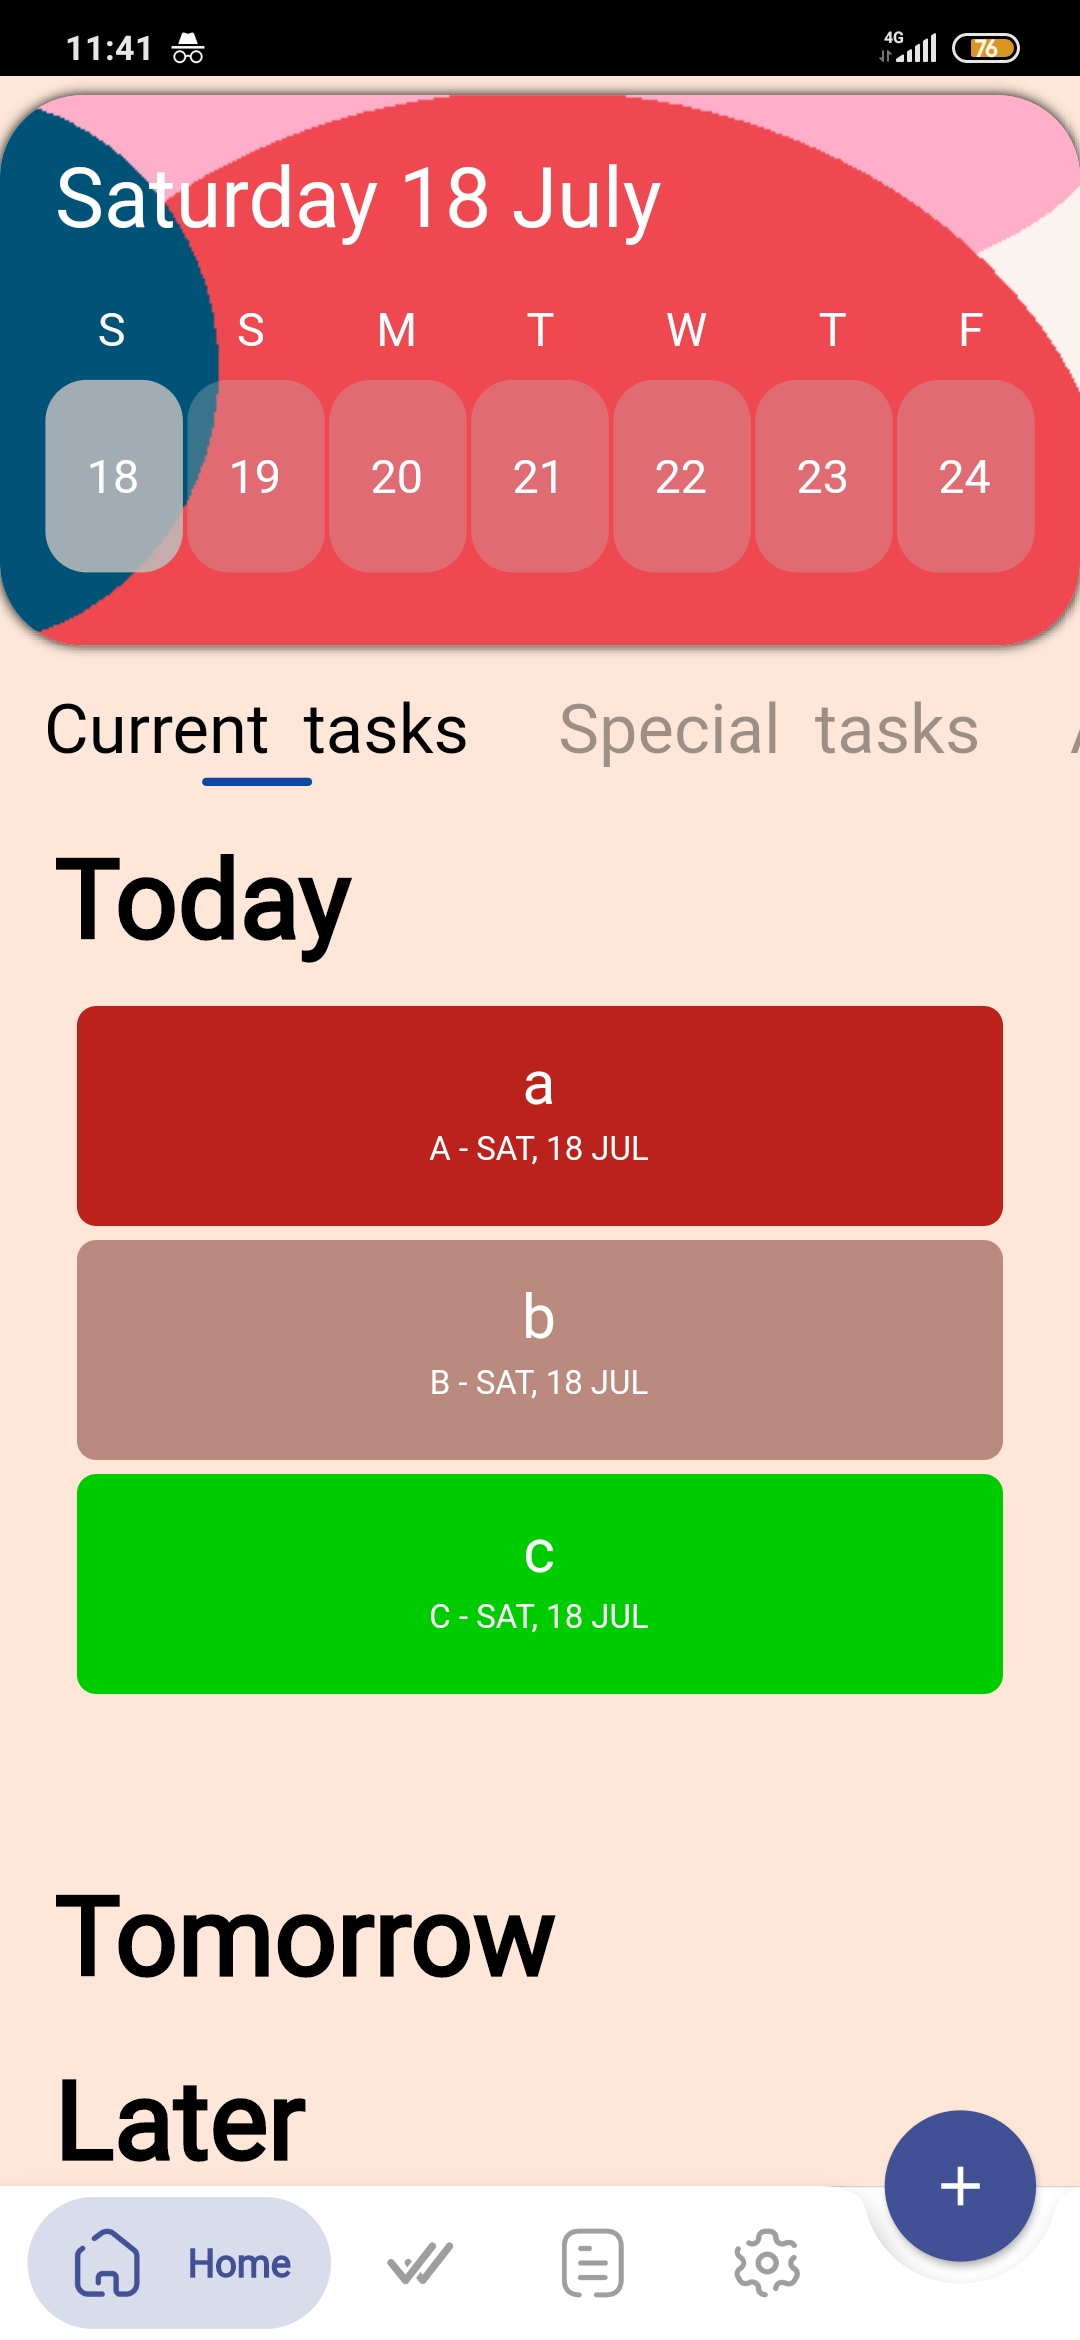 11:41 4G 76
Saturday 18 July
S S M T W T F
18 19 20 21 22 23 24
Current tasks Special tasks
Today
a
A - SAT, 18 JUL
b
B - SAT, 18 JUL
c
C - SAT, 18 JUL
Tomorrow
Later
Home